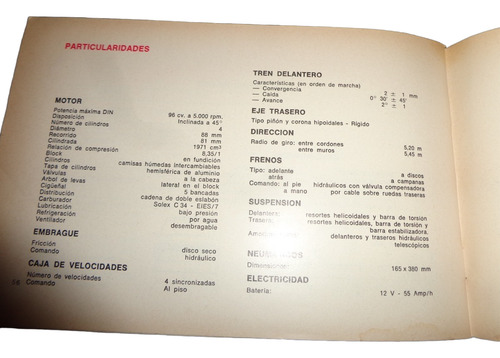 PARTICULARIDADES
MOTOR
Potencia máxima DIN 96 cv. a 5.000 rpm.
Disposición Inclinada a 45°
Número de cilindros 4
Diámetro 88 mm
Recorrido 81 mm
Cilindrada 1971 cm3
Relación de compresión 8,35/1
Block en fundición
Cilindros camisas húmedas intercambiables
Tapa de cilindros hemisférica de aluminio
Válvulas a la cabeza
Arbol de levas lateral en el block
Cigüeñal 5 bancadas
Distribución cadena de doble eslabón
Carburador Solex C 34 - EIES/7
Lubricación bajo presión
Refrigeración por agua
Ventilador desembragable
EMBRAGUE
Fricción disco seco
Comando hidráulico
CAJA DE VELOCIDADES
Número de velocidades 4 sincronizadas
Comando Al piso
TREN DELANTERO
Características (en orden de marcha)
— Convergencia 2 ± 1 mm
— Caída 0° 30' ± 45'
— Avance 2° ± 1°
EJE TRASERO
Tipo piñón y corona hipoidales - Rígido
DIRECCION
Radio de giro: entre cordones 5,20 m
entre muros 5,45 m
FRENOS
Tipo: adelante a discos
atrás a campanas
Comando: al pie hidráulicos con válvula compensadora
a mano por cable sobre ruedas traseras
SUSPENSION
Delantera: resortes helicoidales y barra de torsión
Trasera, resortes helicoidales y barra de torsión y
barra estabilizadora,
delanteros y traseros hidráulicos
telescópicos
Dimensiones: 165 x 380 mm
ELECTRICIDAD
Batería: 12 V - 55 Amp/h